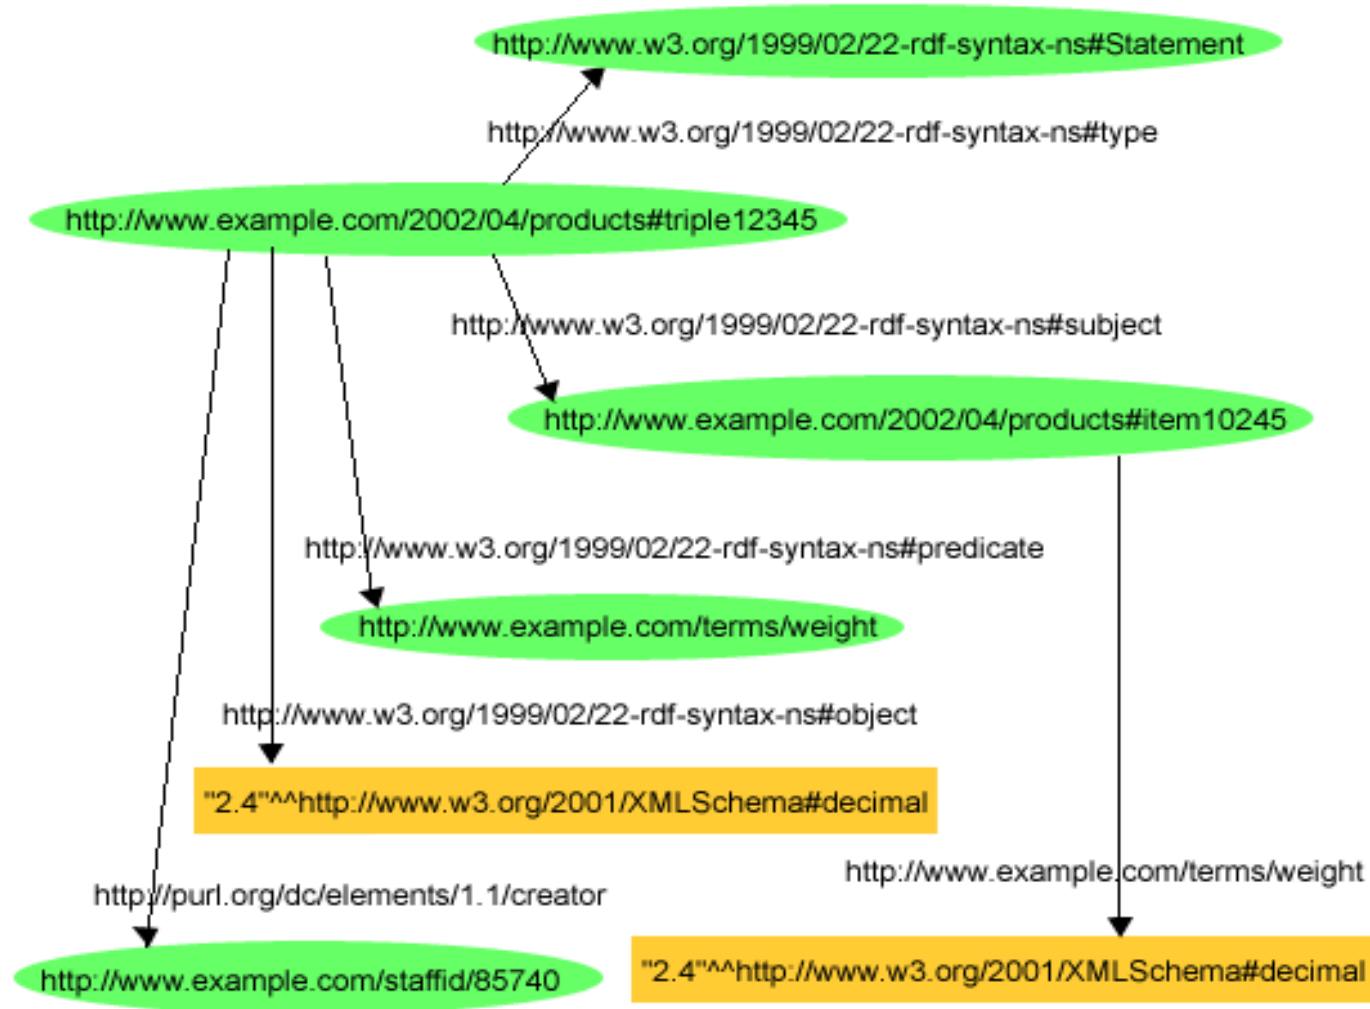 http://www.w3.org/1999/02/22-rdf-syntax-ns#Statement
http://www.w3.org/1999/02/22-rdf-syntax-ns#type
http://www.example.com/2002/04/products#triple12345
http://www.w3.org/1999/02/22-rdf-syntax-ns#subject
http://www.example.com/2002/04/products#item10245
http://www.w3.org/1999/02/22-rdf-syntax-ns#predicate
http://www.example.com/terms/weight
http://www.w3.org/1999/02/22-rdf-syntax-ns#object
"2.4"^^http://www.w3.org/2001/XMLSchema#decimal
http://www.example.com/terms/weight
http://purl.org/dc/elements/1.1/creator
"2.4"^^http://www.w3.org/2001/XMLSchema#decimal
http://www.example.com/staffid/85740